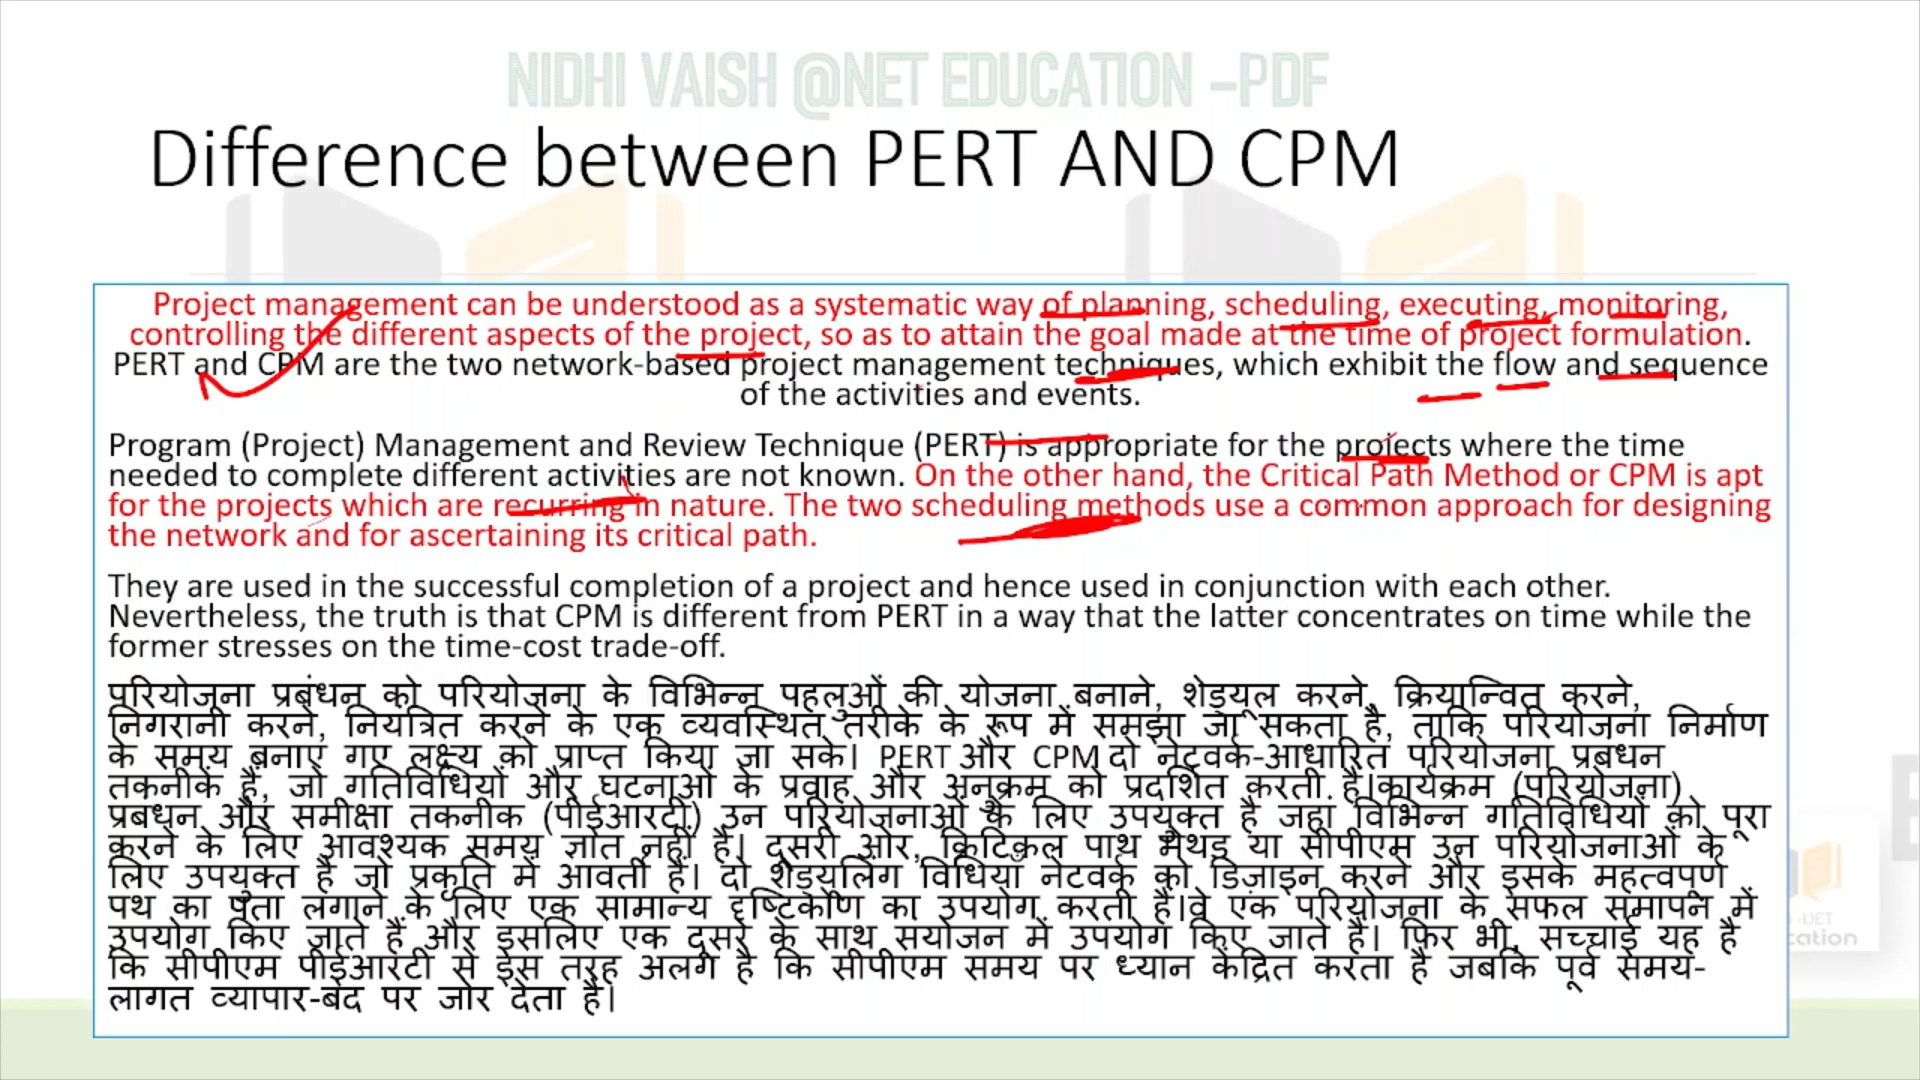 NIDHI VAISH @NET EDUCATION -PDF
Difference between PERT AND CPM
Project management can be understood as a systematic way of planning, scheduling, executing, monitoring,
controlling the different aspects of the project, so as to attain the goal made at the time of project formulation.
PERT and CPM are the two network-based project management techniques, which exhibit the flow and sequence
of the activities and events.
Program (Project) Management and Review Technique (PERT) is appropriate for the projects where the time
needed to complete different activities are not known. On the other hand, the Critical Path Method or CPM is apt
for the projects which are recurring in nature. The two scheduling methods use a common approach for designing
the network and for ascertaining its critical path.
They are used in the successful completion of a project and hence used in conjunction with each other.
Nevertheless, the truth is that CPM is different from PERT in a way that the latter concentrates on time while the
former stresses on the time-cost trade-off.
परियोजना प्रबंधन को परियोजना के विभिन्न पहलुओं की योजना बनाने, शेड्यूल करने, क्रियान्वित करने,
निगरानी करने, नियंत्रित करने के एक व्यवस्थित तरीके के रूप में समझा जा सकता है, ताकि परियोजना निर्माण
के समय बनाए गए लक्ष्य को प्राप्त किया जा सके। PERT और CPM दो नेटवर्क-आधारित परियोजना प्रबंधन
तकनीकें हैं, जो गतिविधियों और घटनाओं के प्रवाह और अनुक्रम को प्रदर्शित करती हैं।कार्यक्रम (परियोजना)
प्रबंधन और समीक्षा तकनीक (पीईआरटी) उन परियोजनाओं के लिए उपयुक्त है जहां विभिन्न गतिविधियों को पूरा
करने के लिए आवश्यक समय ज्ञात नहीं है। दूसरी ओर, क्रिटिकल पाथ मेथड या सीपीएम उन परियोजनाओं के
लिए उपयुक्त है जो प्रकृति में आवर्ती हैं। दो शेड्यूलिंग विधियां नेटवर्क को डिज़ाइन करने और इसके महत्वपूर्ण
पथ का पता लगाने के लिए एक सामान्य दृष्टिकोण का उपयोग करती हैं।वे एक परियोजना के सफल समापन में
उपयोग किए जाते हैं और इसलिए एक दूसरे के साथ संयोजन में उपयोग किए जाते हैं। फिर भी, सच्चाई यह है
कि सीपीएम पीईआरटी से इस तरह अलग है कि सीपीएम समय पर ध्यान केंद्रित करता है जबकि पूर्व समय-
लागत व्यापार-बंद पर जोर देता है।